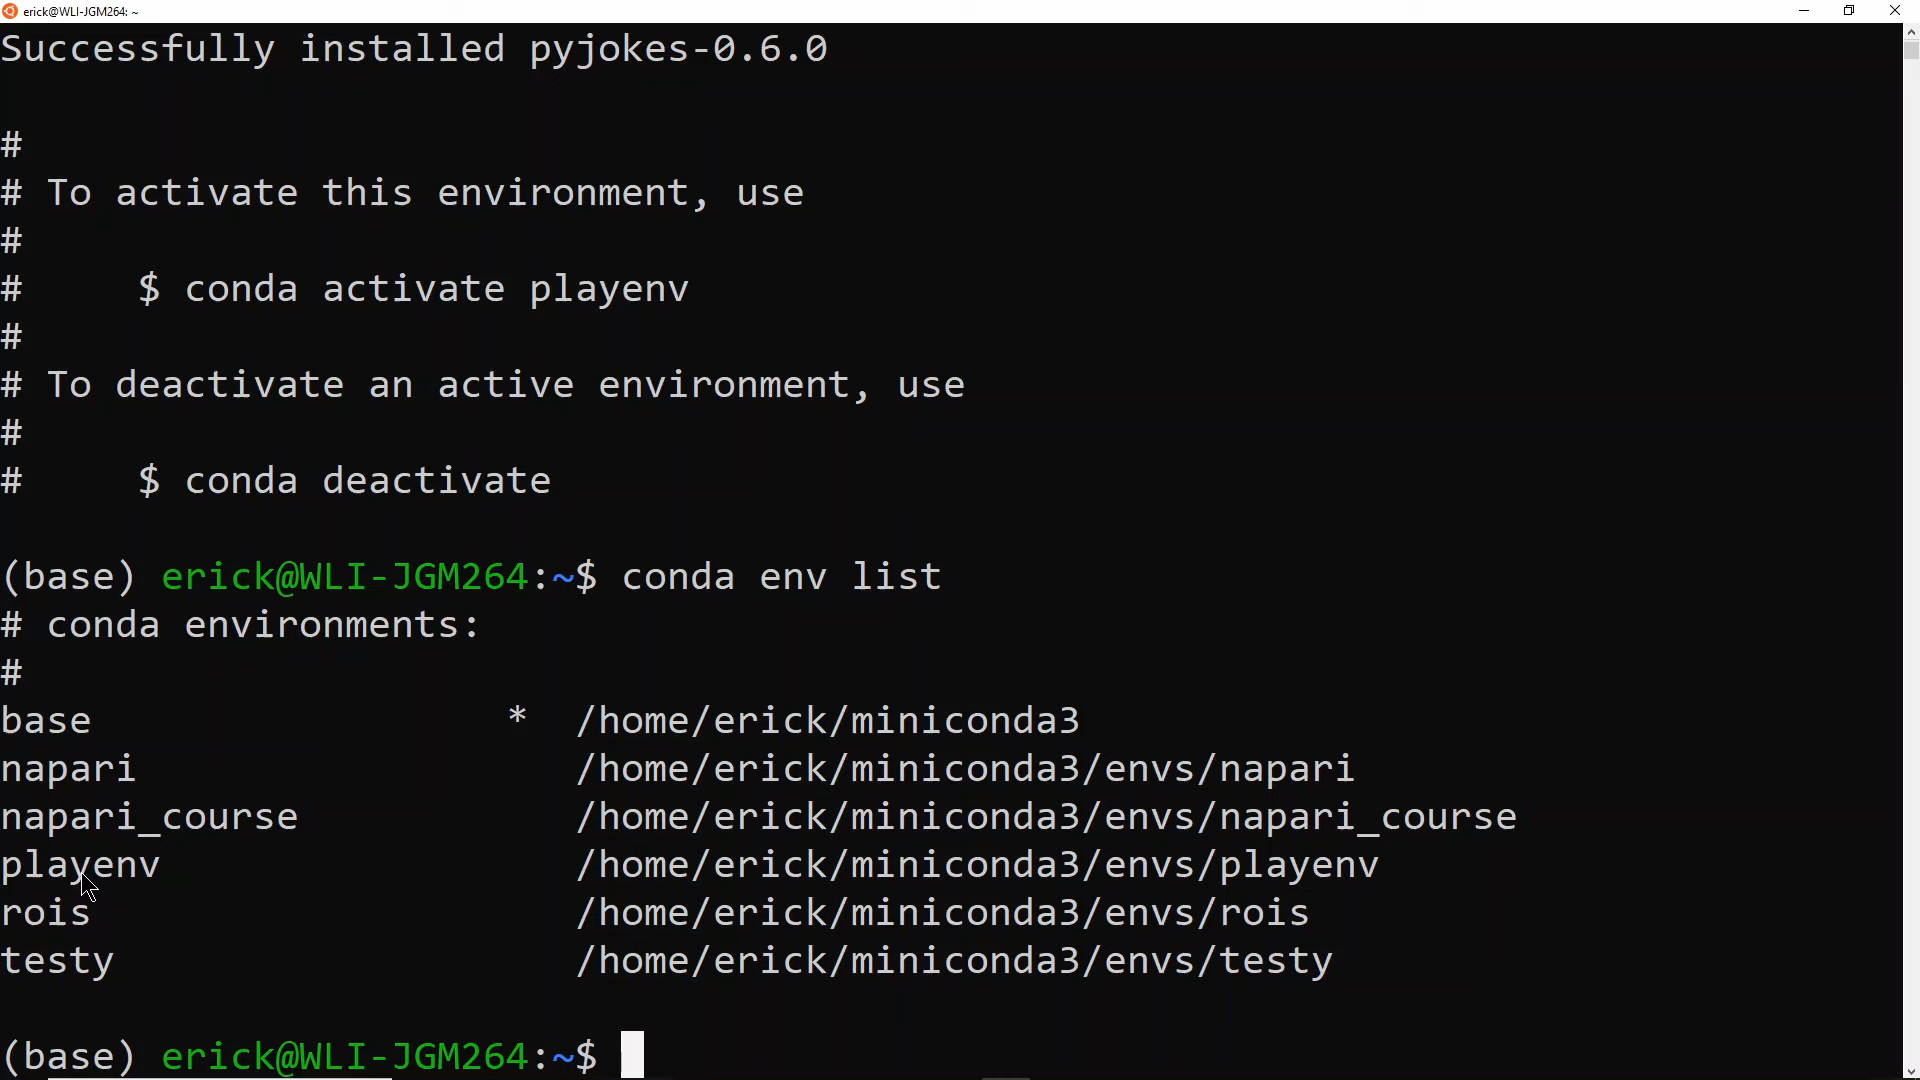 erick@WLI-JGM264: ~
Successfully installed pyjokes-0.6.0
#
# To activate this environment, use
#
#     $ conda activate playenv
#
# To deactivate an active environment, use
#
#     $ conda deactivate
(base) erick@WLI-JGM264:~$ conda env list
# conda environments:
#
base                  *  /home/erick/miniconda3
napari                   /home/erick/miniconda3/envs/napari
napari_course            /home/erick/miniconda3/envs/napari_course
playenv                  /home/erick/miniconda3/envs/playenv
rois                     /home/erick/miniconda3/envs/rois
testy                    /home/erick/miniconda3/envs/testy
(base) erick@WLI-JGM264:~$